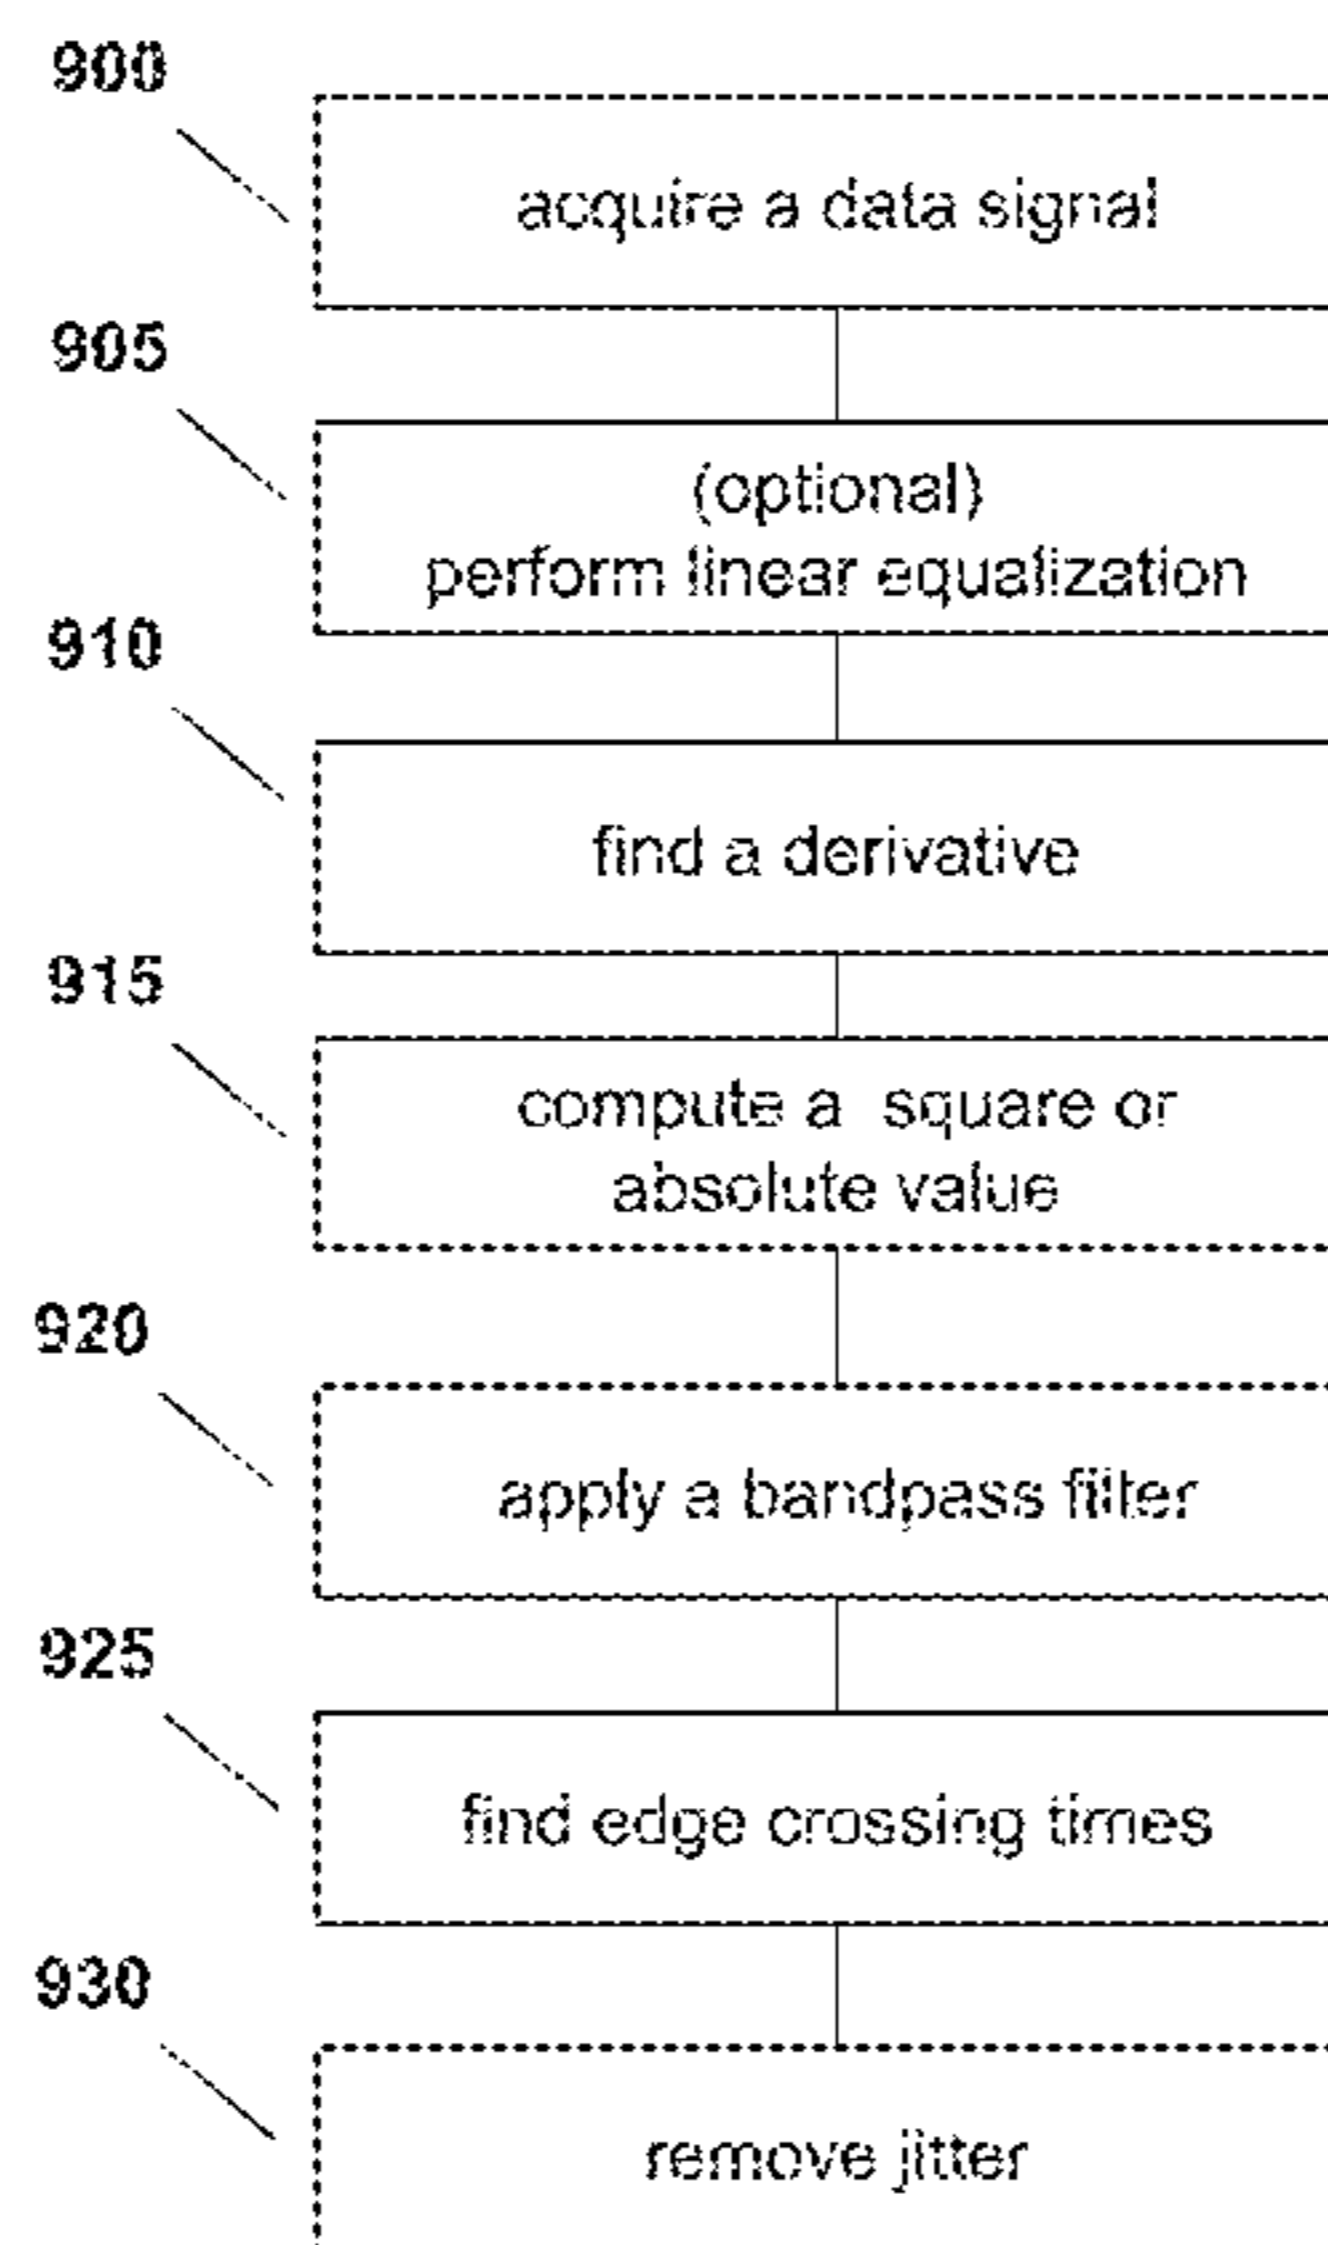 900
acquire a data signal
905
(optional)
perform linear equalization
910
find a derivative
915
compute a square or
absolute value
920
apply a bandpass filter
925
find edge crossing times
930
remove jitter